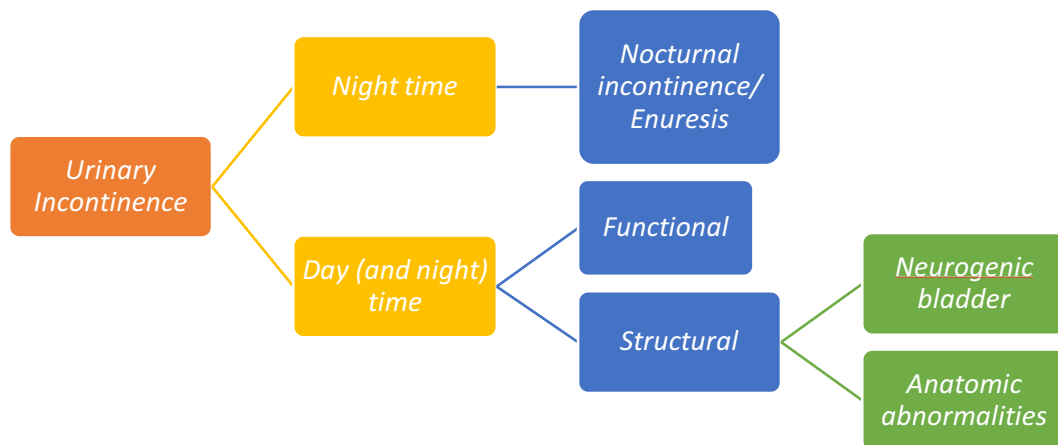 Urinary
Incontinence
Night time
Nocturnal
incontinence/
Enuresis
Day (and night)
time
Functional
Structural
Neurogenic
bladder
Anatomic
abnormalities